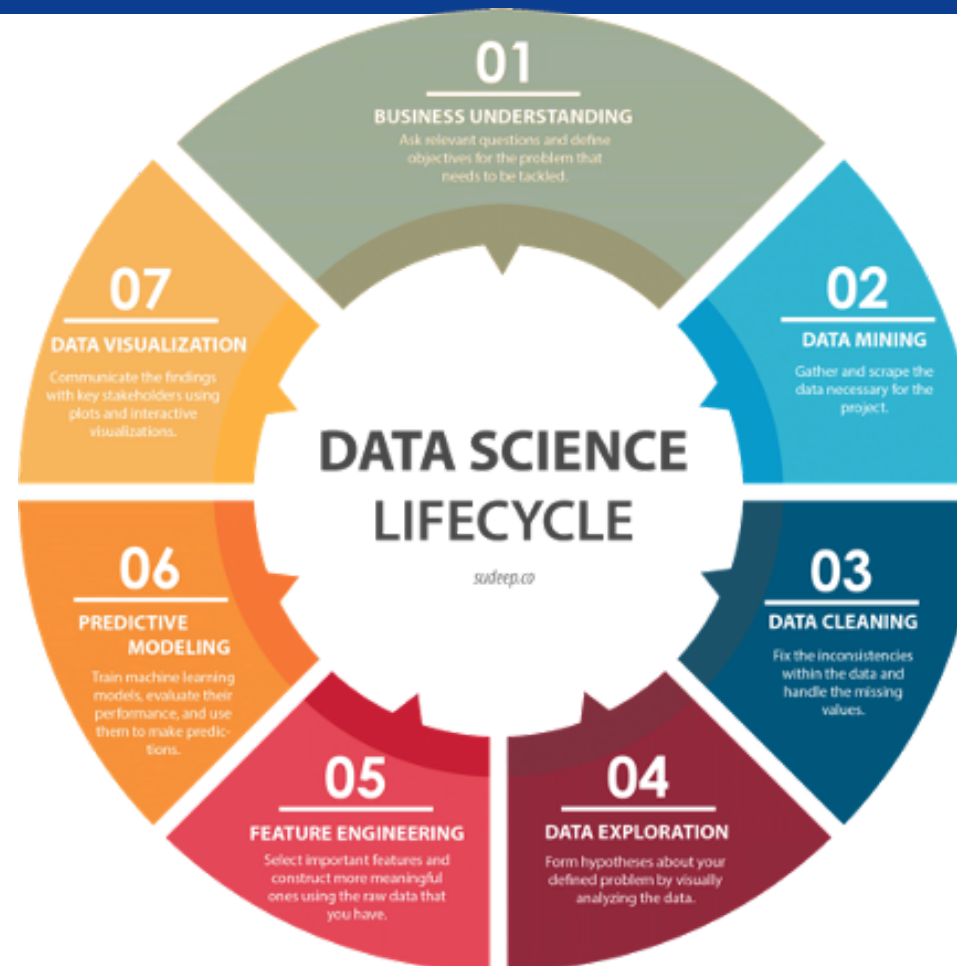 01
BUSINESS UNDERSTANDING
Ask relevant questions and define
objectives for the problem that
needs to be tackled.
02
DATA MINING
Gather and scrape the
data necessary for the
project.
03
DATA CLEANING
Fix the inconsistencies
within the data and
handle the missing
values.
04
DATA EXPLORATION
Form hypotheses about your
defined problem by visually
analyzing the data.
05
FEATURE ENGINEERING
Select important features and
construct more meaningful
ones using the raw data that
you have.
06
PREDICTIVE
MODELING
Train machine learning
models, evaluate their
performance, and use
them to make predic-
tions.
07
DATA VISUALIZATION
Communicate the findings
with key stakeholders using
plots and interactive
visualizations.
DATA SCIENCE
LIFECYCLE
sudeep.co